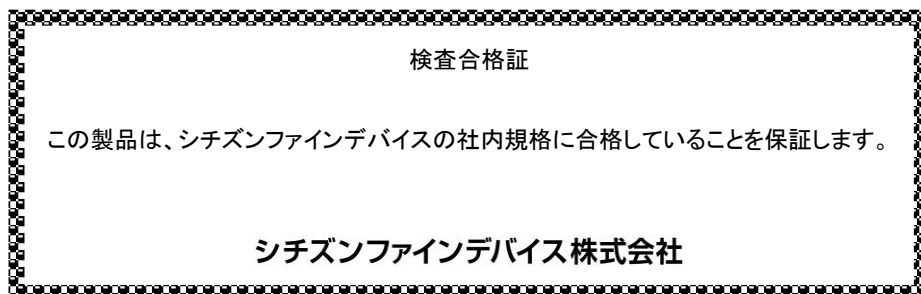 検査合格証
この製品は、シチズンファインデバイスの社内規格に合格していることを保証します。
シチズンファインデバイス株式会社